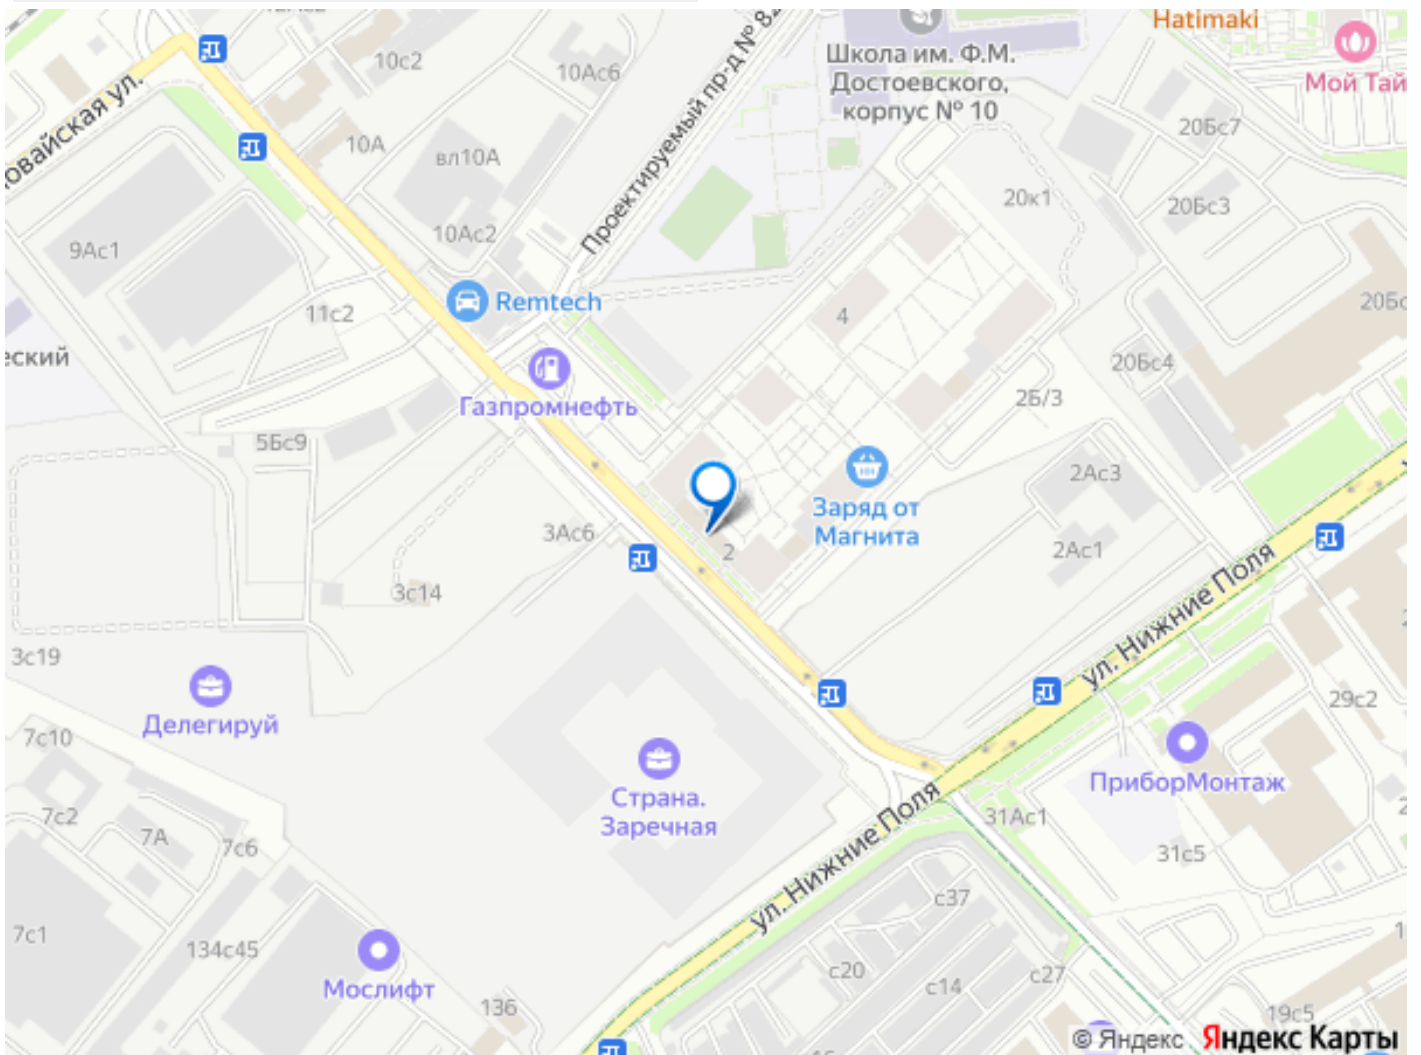 Hatimaki
10с2
10Ас6
Проектируемый пр-д №
Школа им. Ф.М.
Достоевского,
корпус № 10
Мой Тай
овайская ул.
10А
вл10А
20Бс7
20к1
20Бс3
9Ас1
10Ас2
11с2
Remtech
4
20Бс
еский
20Бс4
Газпромнефть
2Б/3
5Бс9
2Ас3
Заряд от
Магнита
3Ас6
2
2Ас1
3с14
ул. Нижние Поля
3с19
Делегируй
7с10
29с2
Страна.
Заречная
ПриборМонтаж
7с2
7А
7с6
31Ас1
31с5
ул. Нижние Поля
с37
7с1
134с45
с20
с14
с27
Мослифт
136
19с5
© Яндекс Яндекс Карты